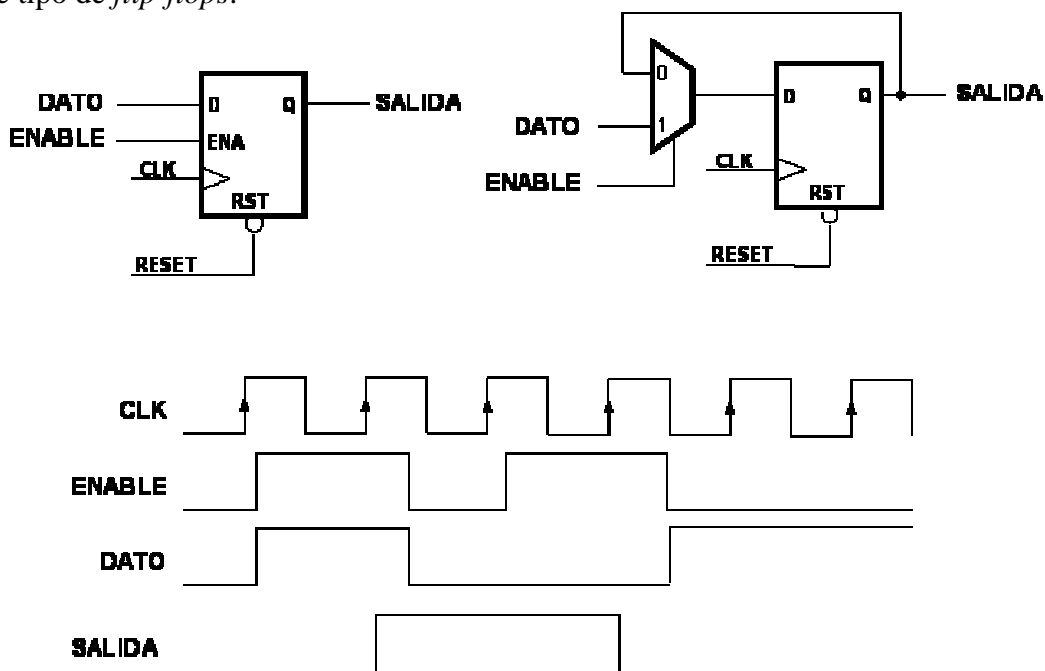 e tipo de flip-flops.
DATO
ENABLE
CLK
RESET
D
Q
ENA
RST
SALIDA
0
1
DATO
ENABLE
CLK
RESET
D
Q
RST
SALIDA
CLK
ENABLE
DATO
SALIDA